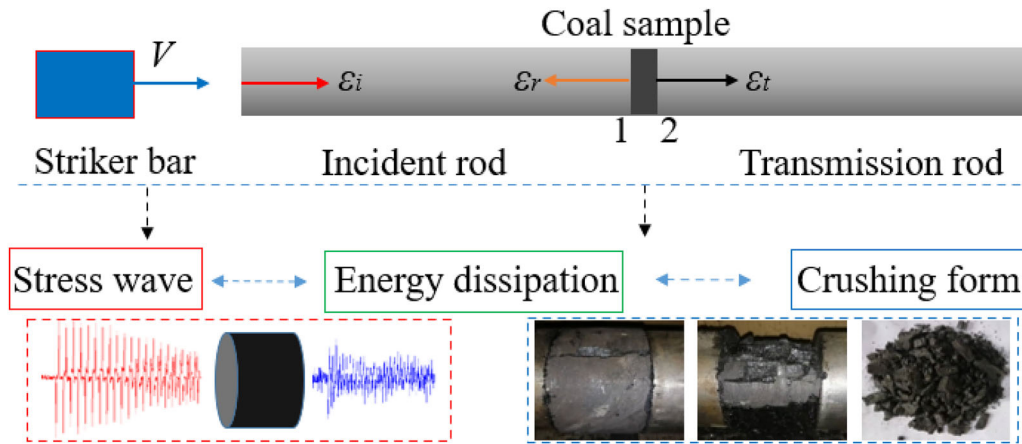 Coal sample
V
εi
εr
εt
1 2
Striker bar
Incident rod
Transmission rod
Stress wave
Energy dissipation
Crushing form